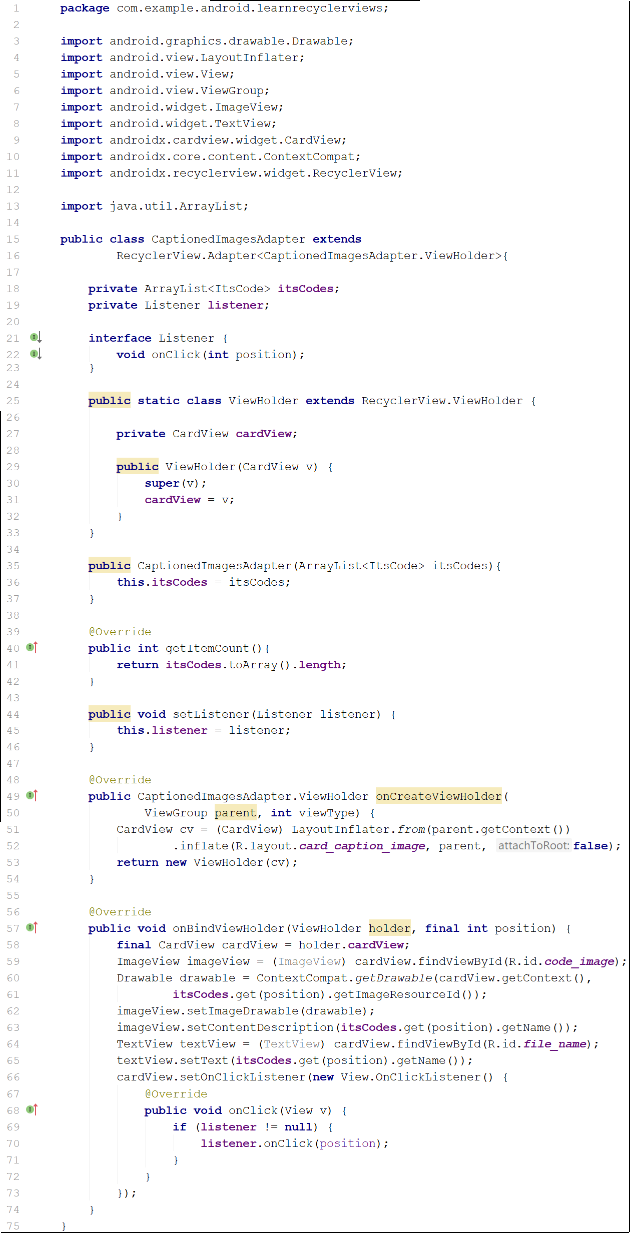 1 package com.example.android.learnrecyclerviews;
2
3 import android.graphics.drawable.Drawable;
4 import android.view.LayoutInflater;
5 import android.view.View;
6 import android.view.ViewGroup;
7 import android.widget.ImageView;
8 import android.widget.TextView;
9 import androidx.cardview.widget.CardView;
10 import androidx.core.content.ContextCompat;
11 import androidx.recyclerview.widget.RecyclerView;
12
13 import java.util.ArrayList;
14
15 public class CaptionedImagesAdapter extends
16 RecyclerView.Adapter<CaptionedImagesAdapter.ViewHolder>{
17
18 private ArrayList<ItsCode> itsCodes;
19 private Listener listener;
20
21 interface Listener {
22 void onClick(int position);
23 }
24
25 public static class ViewHolder extends RecyclerView.ViewHolder {
26
27 private CardView cardView;
28
29 public ViewHolder(CardView v) {
30 super(v);
31 cardView = v;
32 }
33 }
34
35 public CaptionedImagesAdapter(ArrayList<ItsCode> itsCodes){
36 this.itsCodes = itsCodes;
37 }
38
39 @Override
40 public int getItemCount(){
41 return itsCodes.toArray().length;
42 }
43
44 public void setListener(Listener listener) {
45 this.listener = listener;
46 }
47
48 @Override
49 public CaptionedImagesAdapter.ViewHolder onCreateViewHolder(
50 ViewGroup parent, int viewType) {
51 CardView cv = (CardView) LayoutInflater.from(parent.getContext())
52 .inflate(R.layout.card_caption_image, parent, attachToRoot: false);
53 return new ViewHolder(cv);
54 }
55
56 @Override
57 public void onBindViewHolder(ViewHolder holder, final int position) {
58 final CardView cardView = holder.cardView;
59 ImageView imageView = (ImageView) cardView.findViewById(R.id.code_image);
60 Drawable drawable = ContextCompat.getDrawable(cardView.getContext(),
61 itsCodes.get(position).getImageResourceId());
62 imageView.setImageDrawable(drawable);
63 imageView.setContentDescription(itsCodes.get(position).getName());
64 TextView textView = (TextView) cardView.findViewById(R.id.file_name);
65 textView.setText(itsCodes.get(position).getName());
66 cardView.setOnClickListener(new View.OnClickListener() {
67 @Override
68 public void onClick(View v) {
69 if (listener != null) {
70 listener.onClick(position);
71 }
72 }
73 });
74 }
75 }